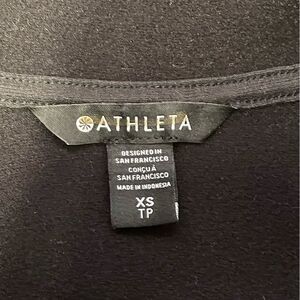 ATHLETA
DESIGNED IN
SAN FRANCISCO
CONÇU À
SAN FRANCISCO
MADE IN INDONESIA
XS
TP